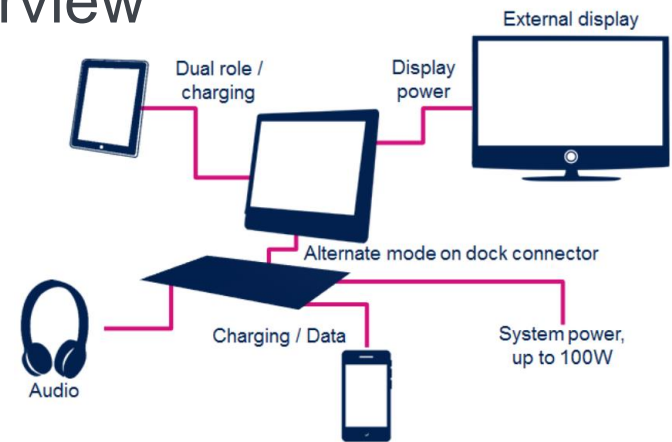 rview
External display
Dual role /
charging
Display
power
Alternate mode on dock connector
Charging / Data
System power,
up to 100W
Audio